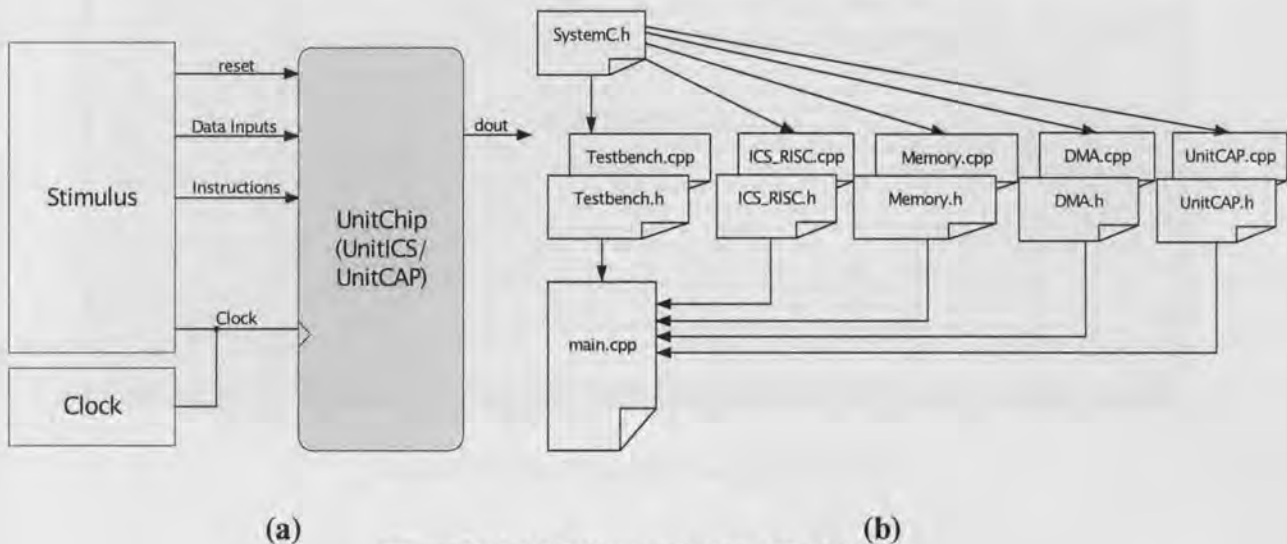 Stimulus
Clock
reset
Data Inputs
Instructions
Clock
UnitChip
(UnitICS/
UnitCAP)
dout
(a)
SystemC.h
Testbench.cpp
Testbench.h
ICS_RISC.cpp
ICS_RISC.h
Memory.cpp
Memory.h
DMA.cpp
DMA.h
UnitCAP.cpp
UnitCAP.h
main.cpp
(b)